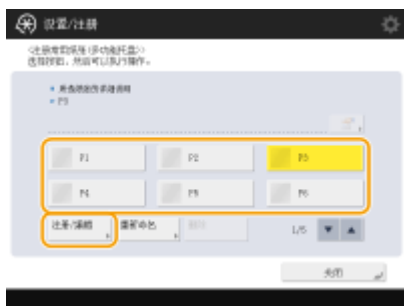 设置/注册
<注册常用纸张(多功能托盘)>
选择按钮，然后可以执行操作。
P3
P1
P2
P3
P4
P5
P6
注册/编辑
重新命名
删除
1/5
关闭